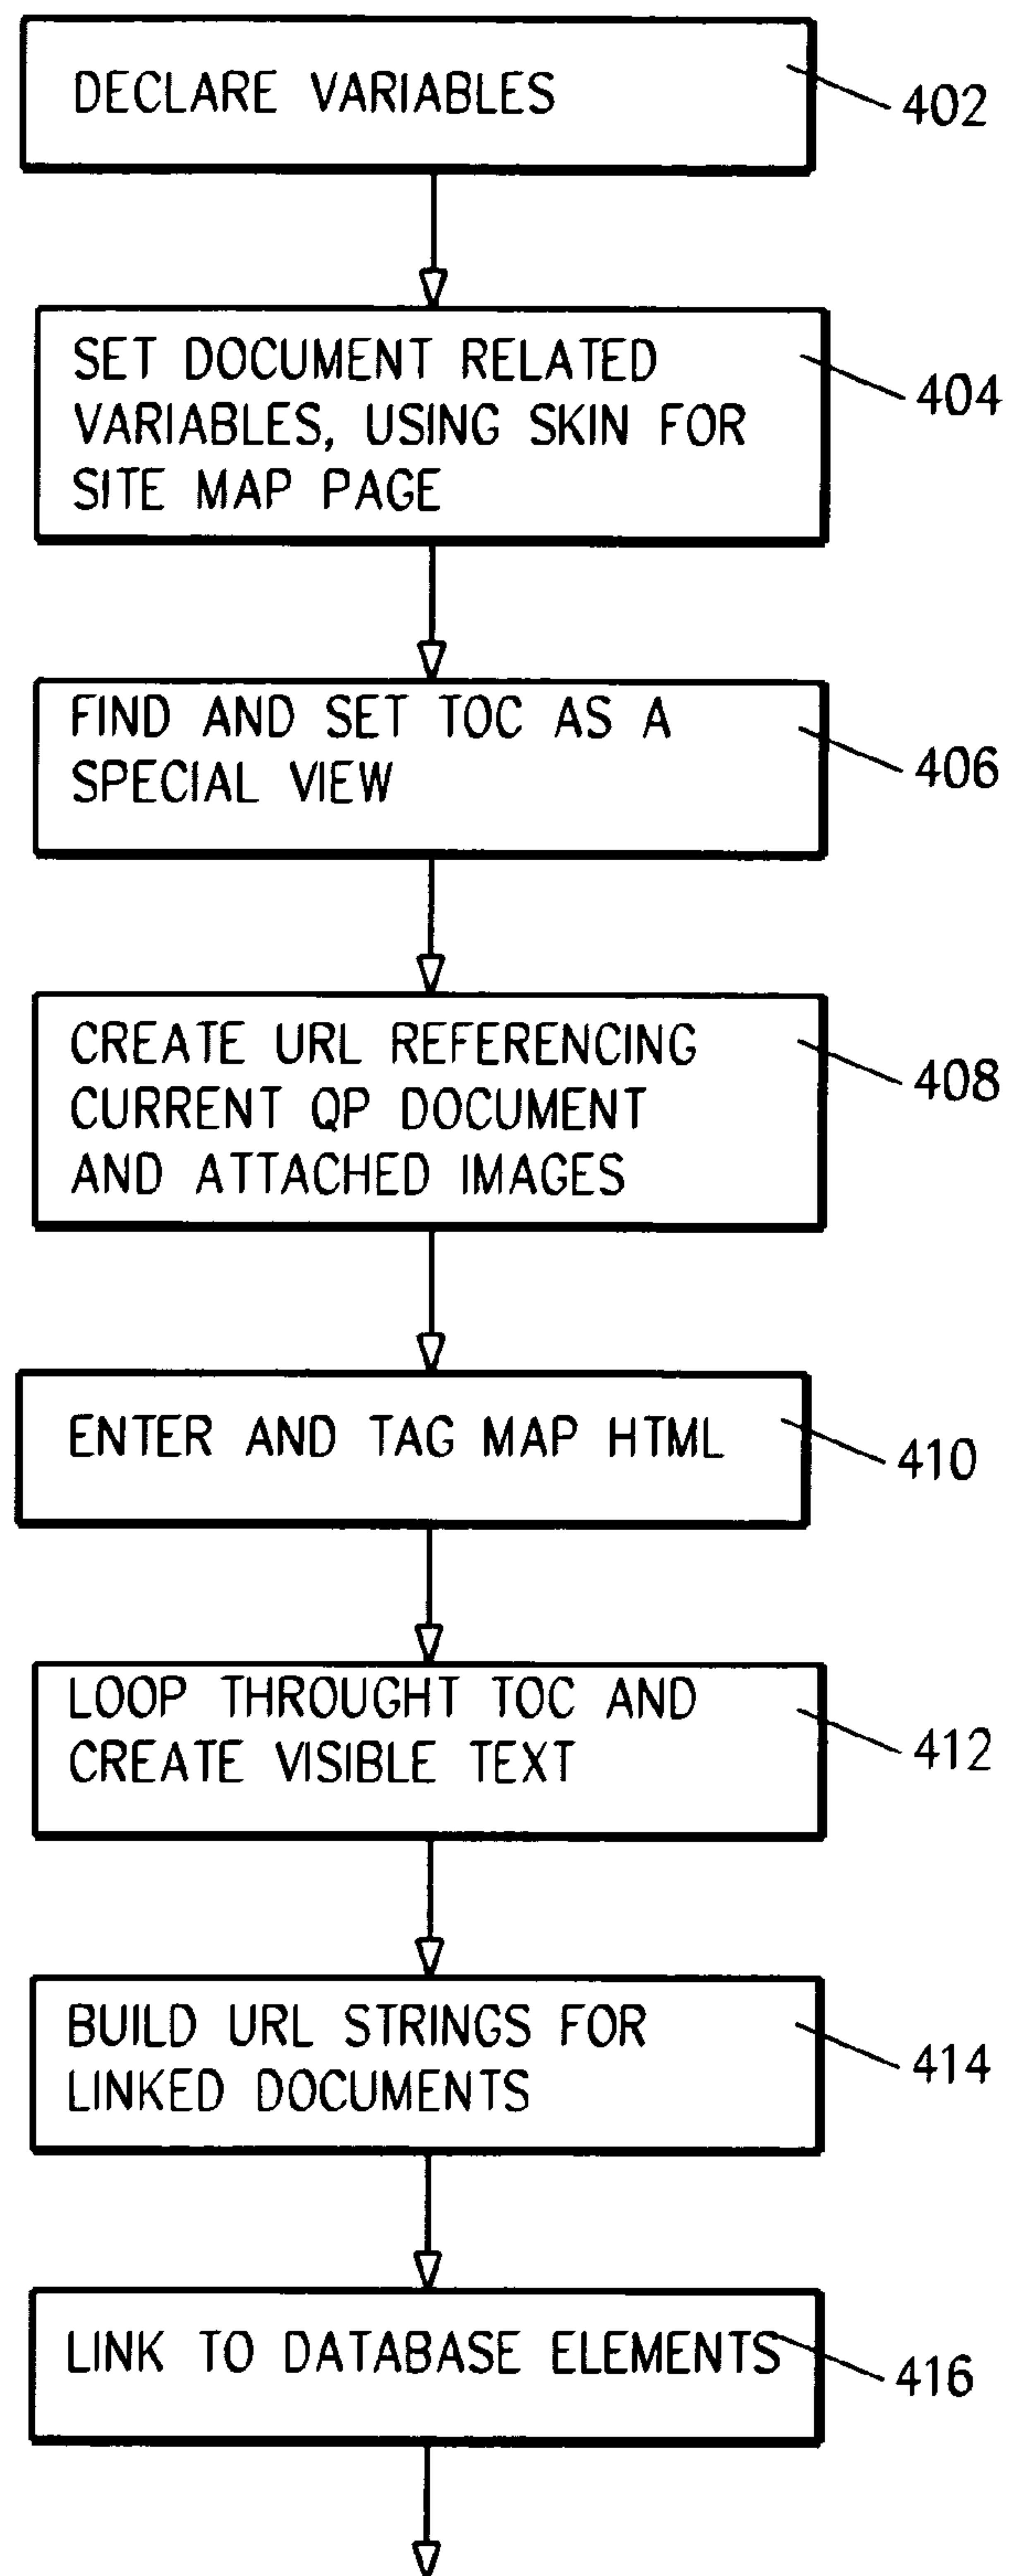 DECLARE VARIABLES
402
SET DOCUMENT RELATED
VARIABLES, USING SKIN FOR
SITE MAP PAGE
404
FIND AND SET TOC AS A
SPECIAL VIEW
406
CREATE URL REFERENCING
CURRENT QP DOCUMENT
AND ATTACHED IMAGES
408
ENTER AND TAG MAP HTML
410
LOOP THROUGHT TOC AND
CREATE VISIBLE TEXT
412
BUILD URL STRINGS FOR
LINKED DOCUMENTS
414
LINK TO DATABASE ELEMENTS
416